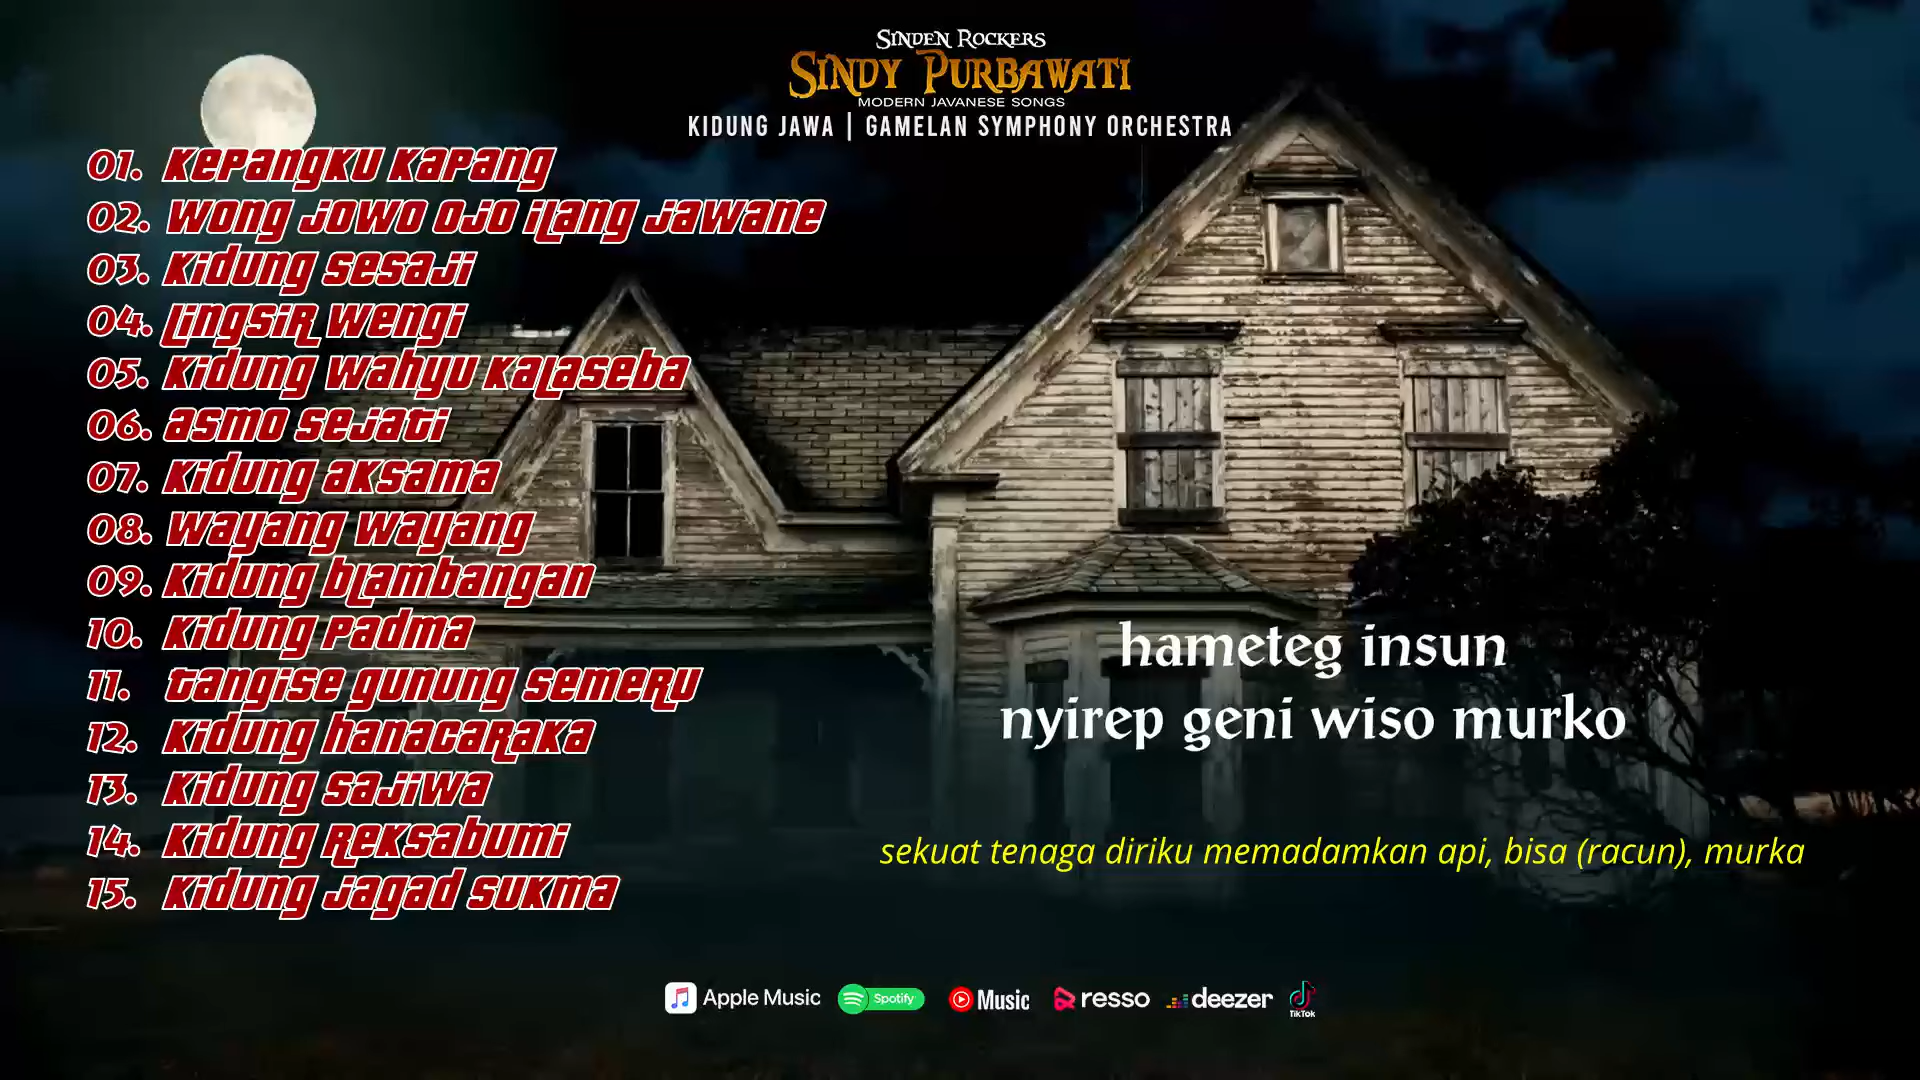 SINDEN ROCKERS
SINDY PURBAWATI
MODERN JAVANESE SONGS
KIDUNG JAWA | GAMELAN SYMPHONY ORCHESTRA
01. Kepangku Kapang
02. Wong Jowo Ojo Ilang Jawane
03. Kidung Sesaji
04. Lingsir Wengi
05. Kidung Wahyu Kalaseba
06. Asmo Sejati
07. Kidung Aksama
08. Wayang Wayang
09. Kidung Blambangan
10. Kidung Padma
11. Tangise Gunung Semeru
12. Kidung Hanacaraka
13. Kidung Sajiwa
14. Kidung Reksabumi
15. Kidung Jagad Sukma
hameteg insun
nyirep geni wiso murko
sekuat tenaga diriku memadamkan api, bisa (racun), murka
Apple Music Spotify Music resso deezer TikTok